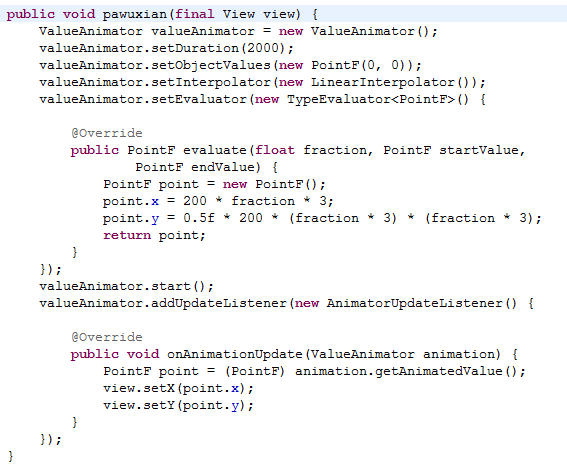 public void pawuxian(final View view) {
    ValueAnimator valueAnimator = new ValueAnimator();
    valueAnimator.setDuration(2000);
    valueAnimator.setObjectValues(new PointF(0, 0));
    valueAnimator.setInterpolator(new LinearInterpolator());
    valueAnimator.setEvaluator(new TypeEvaluator<PointF>() {

        @Override
        public PointF evaluate(float fraction, PointF startValue,
                PointF endValue) {
            PointF point = new PointF();
            point.x = 200 * fraction * 3;
            point.y = 0.5f * 200 * (fraction * 3) * (fraction * 3);
            return point;
        }
    });
    valueAnimator.start();
    valueAnimator.addUpdateListener(new AnimatorUpdateListener() {

        @Override
        public void onAnimationUpdate(ValueAnimator animation) {
            PointF point = (PointF) animation.getAnimatedValue();
            view.setX(point.x);
            view.setY(point.y);
        }
    });
}